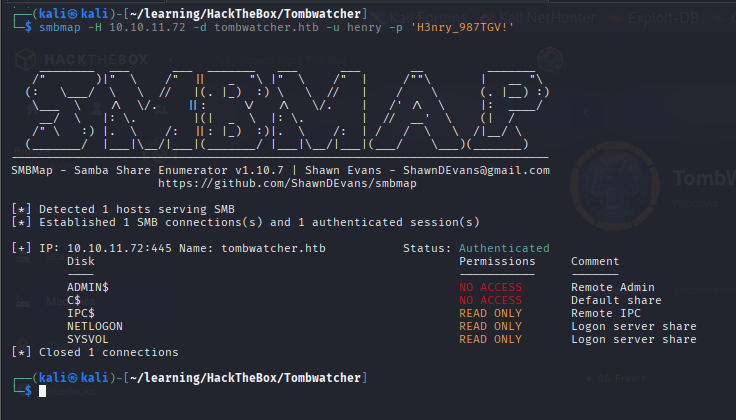 ┌──(kali㉿kali)-[~/learning/HackTheBox/Tombwatcher]
└─$ smbmap -H 10.10.11.72 -d tombwatcher.htb -u henry -p 'H3nry_987TGV!'
SMBMAP
SMBMap - Samba Share Enumerator v1.10.7 | Shawn Evans - ShawnDEvans@gmail.com
https://github.com/ShawnDEvans/smbmap
[*] Detected 1 hosts serving SMB
[*] Established 1 SMB connections(s) and 1 authenticated session(s)
[+] IP: 10.10.11.72:445 Name: tombwatcher.htb Status: Authenticated
Disk Permissions Comment
---- ----------- -------
ADMIN$ NO ACCESS Remote Admin
C$ NO ACCESS Default share
IPC$ READ ONLY Remote IPC
NETLOGON READ ONLY Logon server share
SYSVOL READ ONLY Logon server share
[*] Closed 1 connections
┌──(kali㉿kali)-[~/learning/HackTheBox/Tombwatcher]
└─$